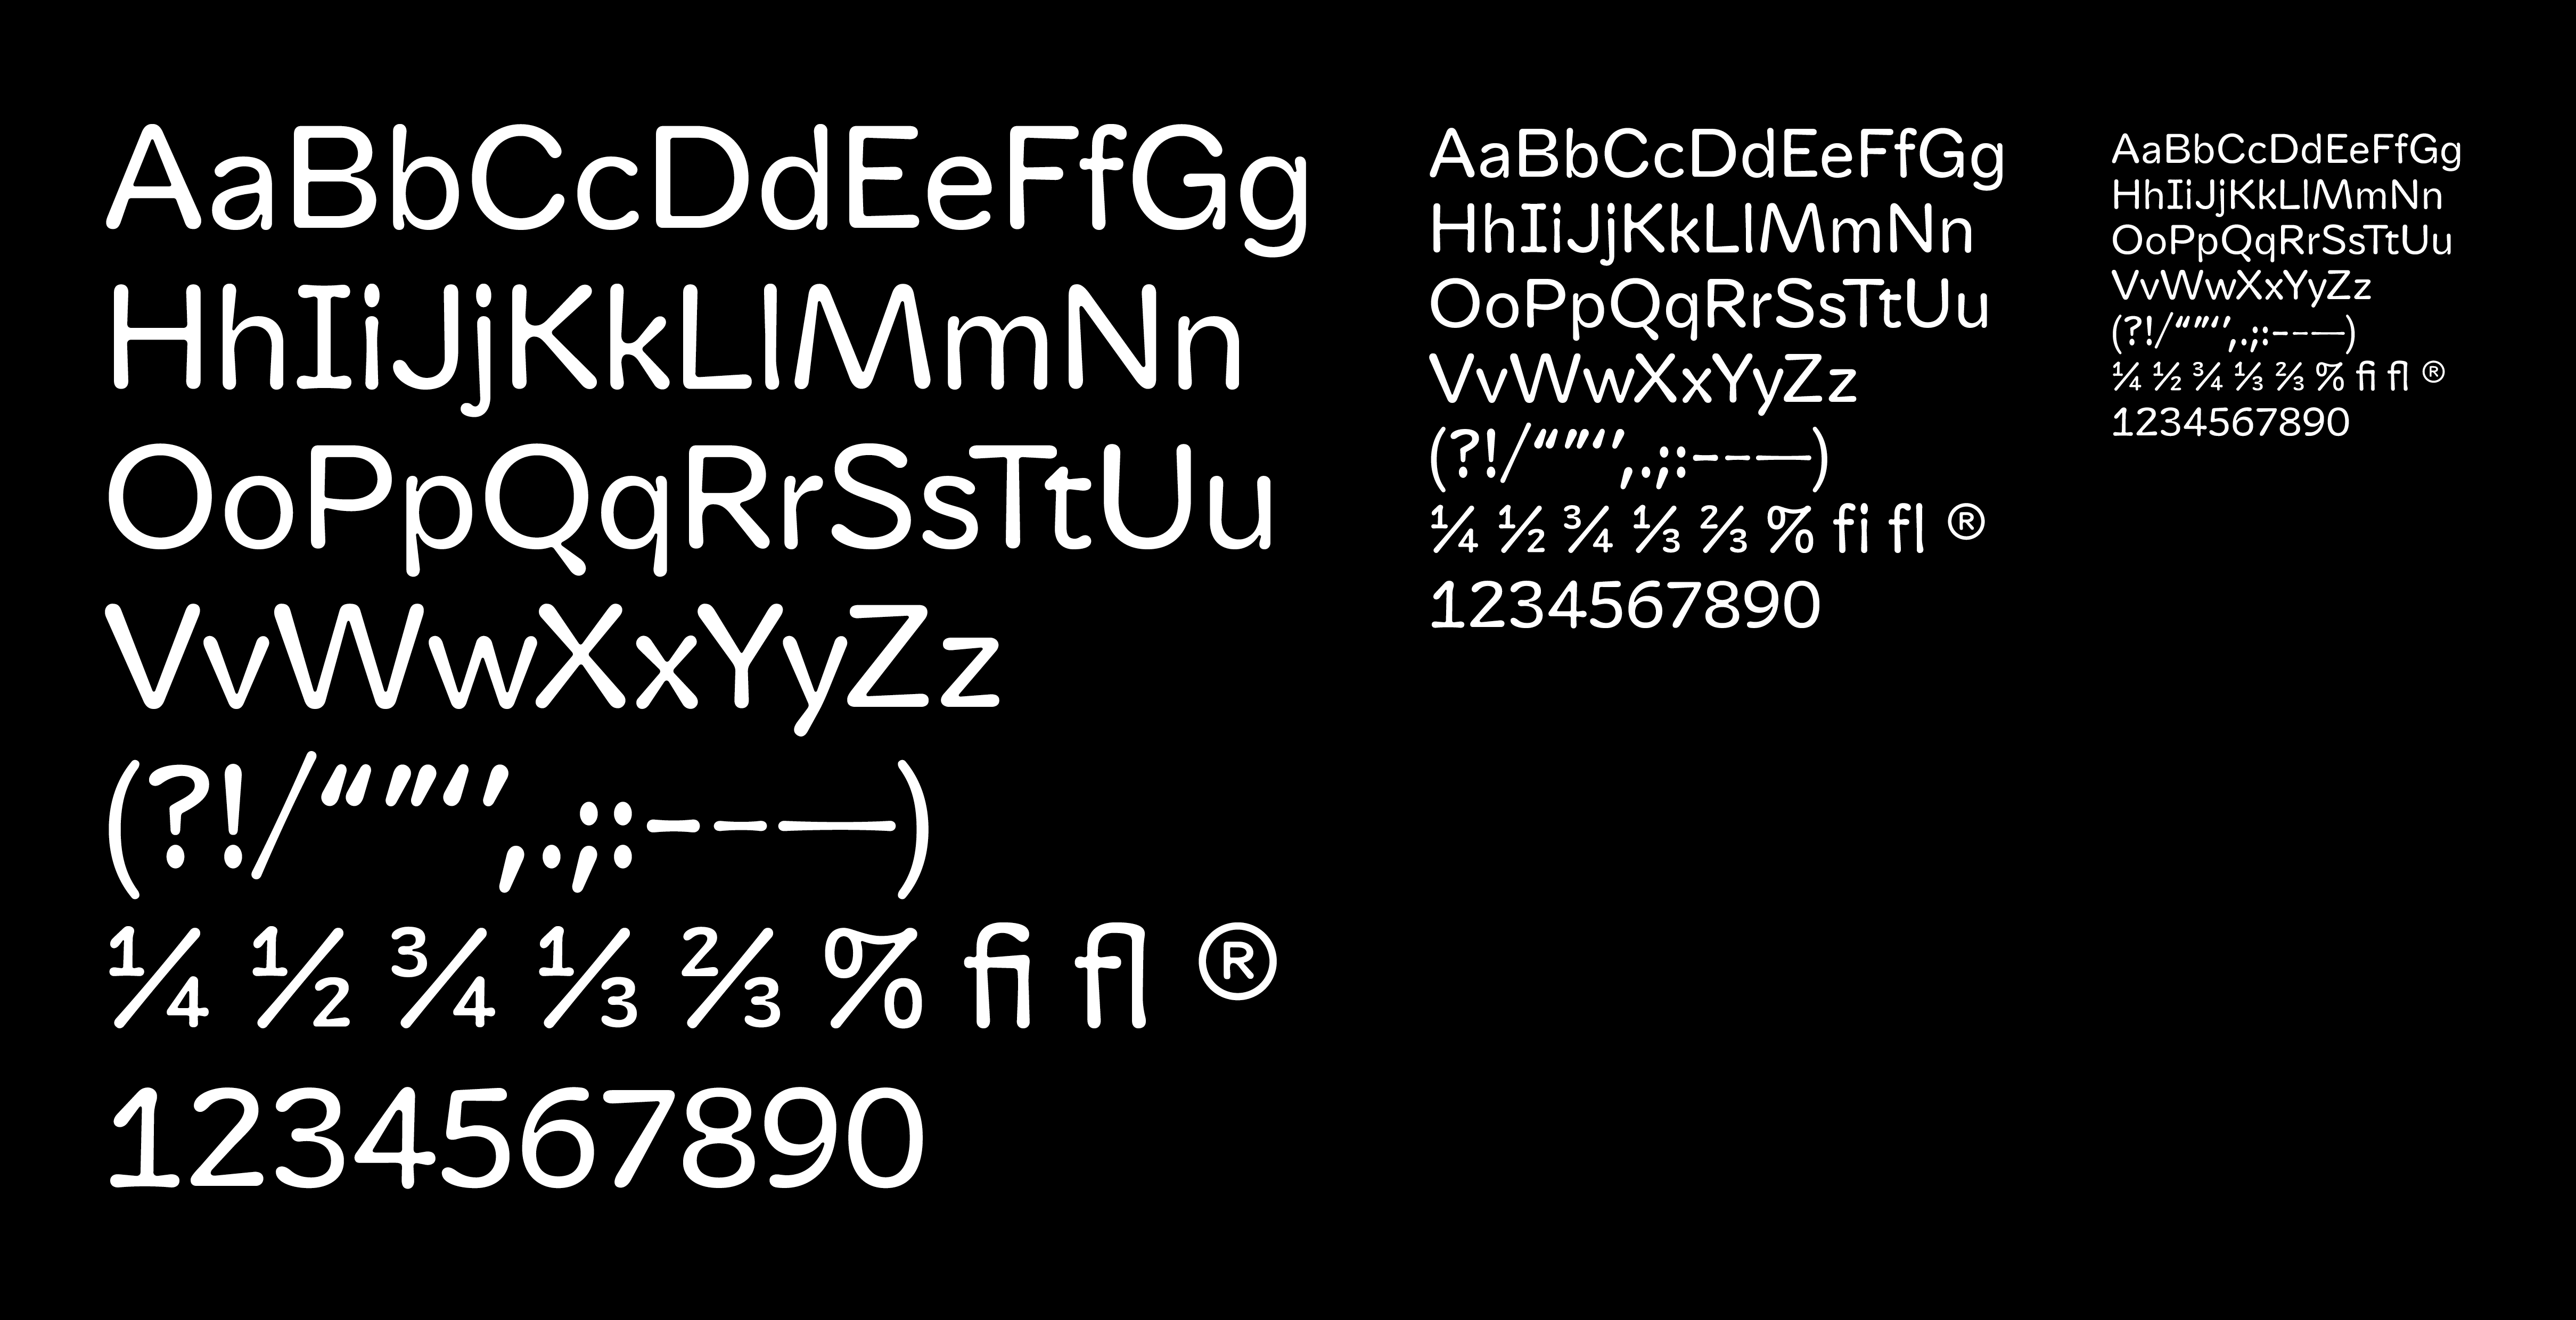 AaBbCcDdEeFfGg
HhIiJjKkLlMmNn
OoPpQqRrSsTtUu
VvWwXxYyZz
(?!/“”"‘’,.;:-–—)
¼ ½ ¾ ⅓ ⅔ % fi fl ®
1234567890
AaBbCcDdEeFfGg
HhIiJjKkLlMmNn
OoPpQqRrSsTtUu
VvWwXxYyZz
(?!/“”"‘’,.;:-–—)
¼ ½ ¾ ⅓ ⅔ % fi fl ®
1234567890
AaBbCcDdEeFfGg
HhIiJjKkLlMmNn
OoPpQqRrSsTtUu
VvWwXxYyZz
(?!/“”"‘’,.;:-–—)
¼ ½ ¾ ⅓ ⅔ % fi fl ®
1234567890